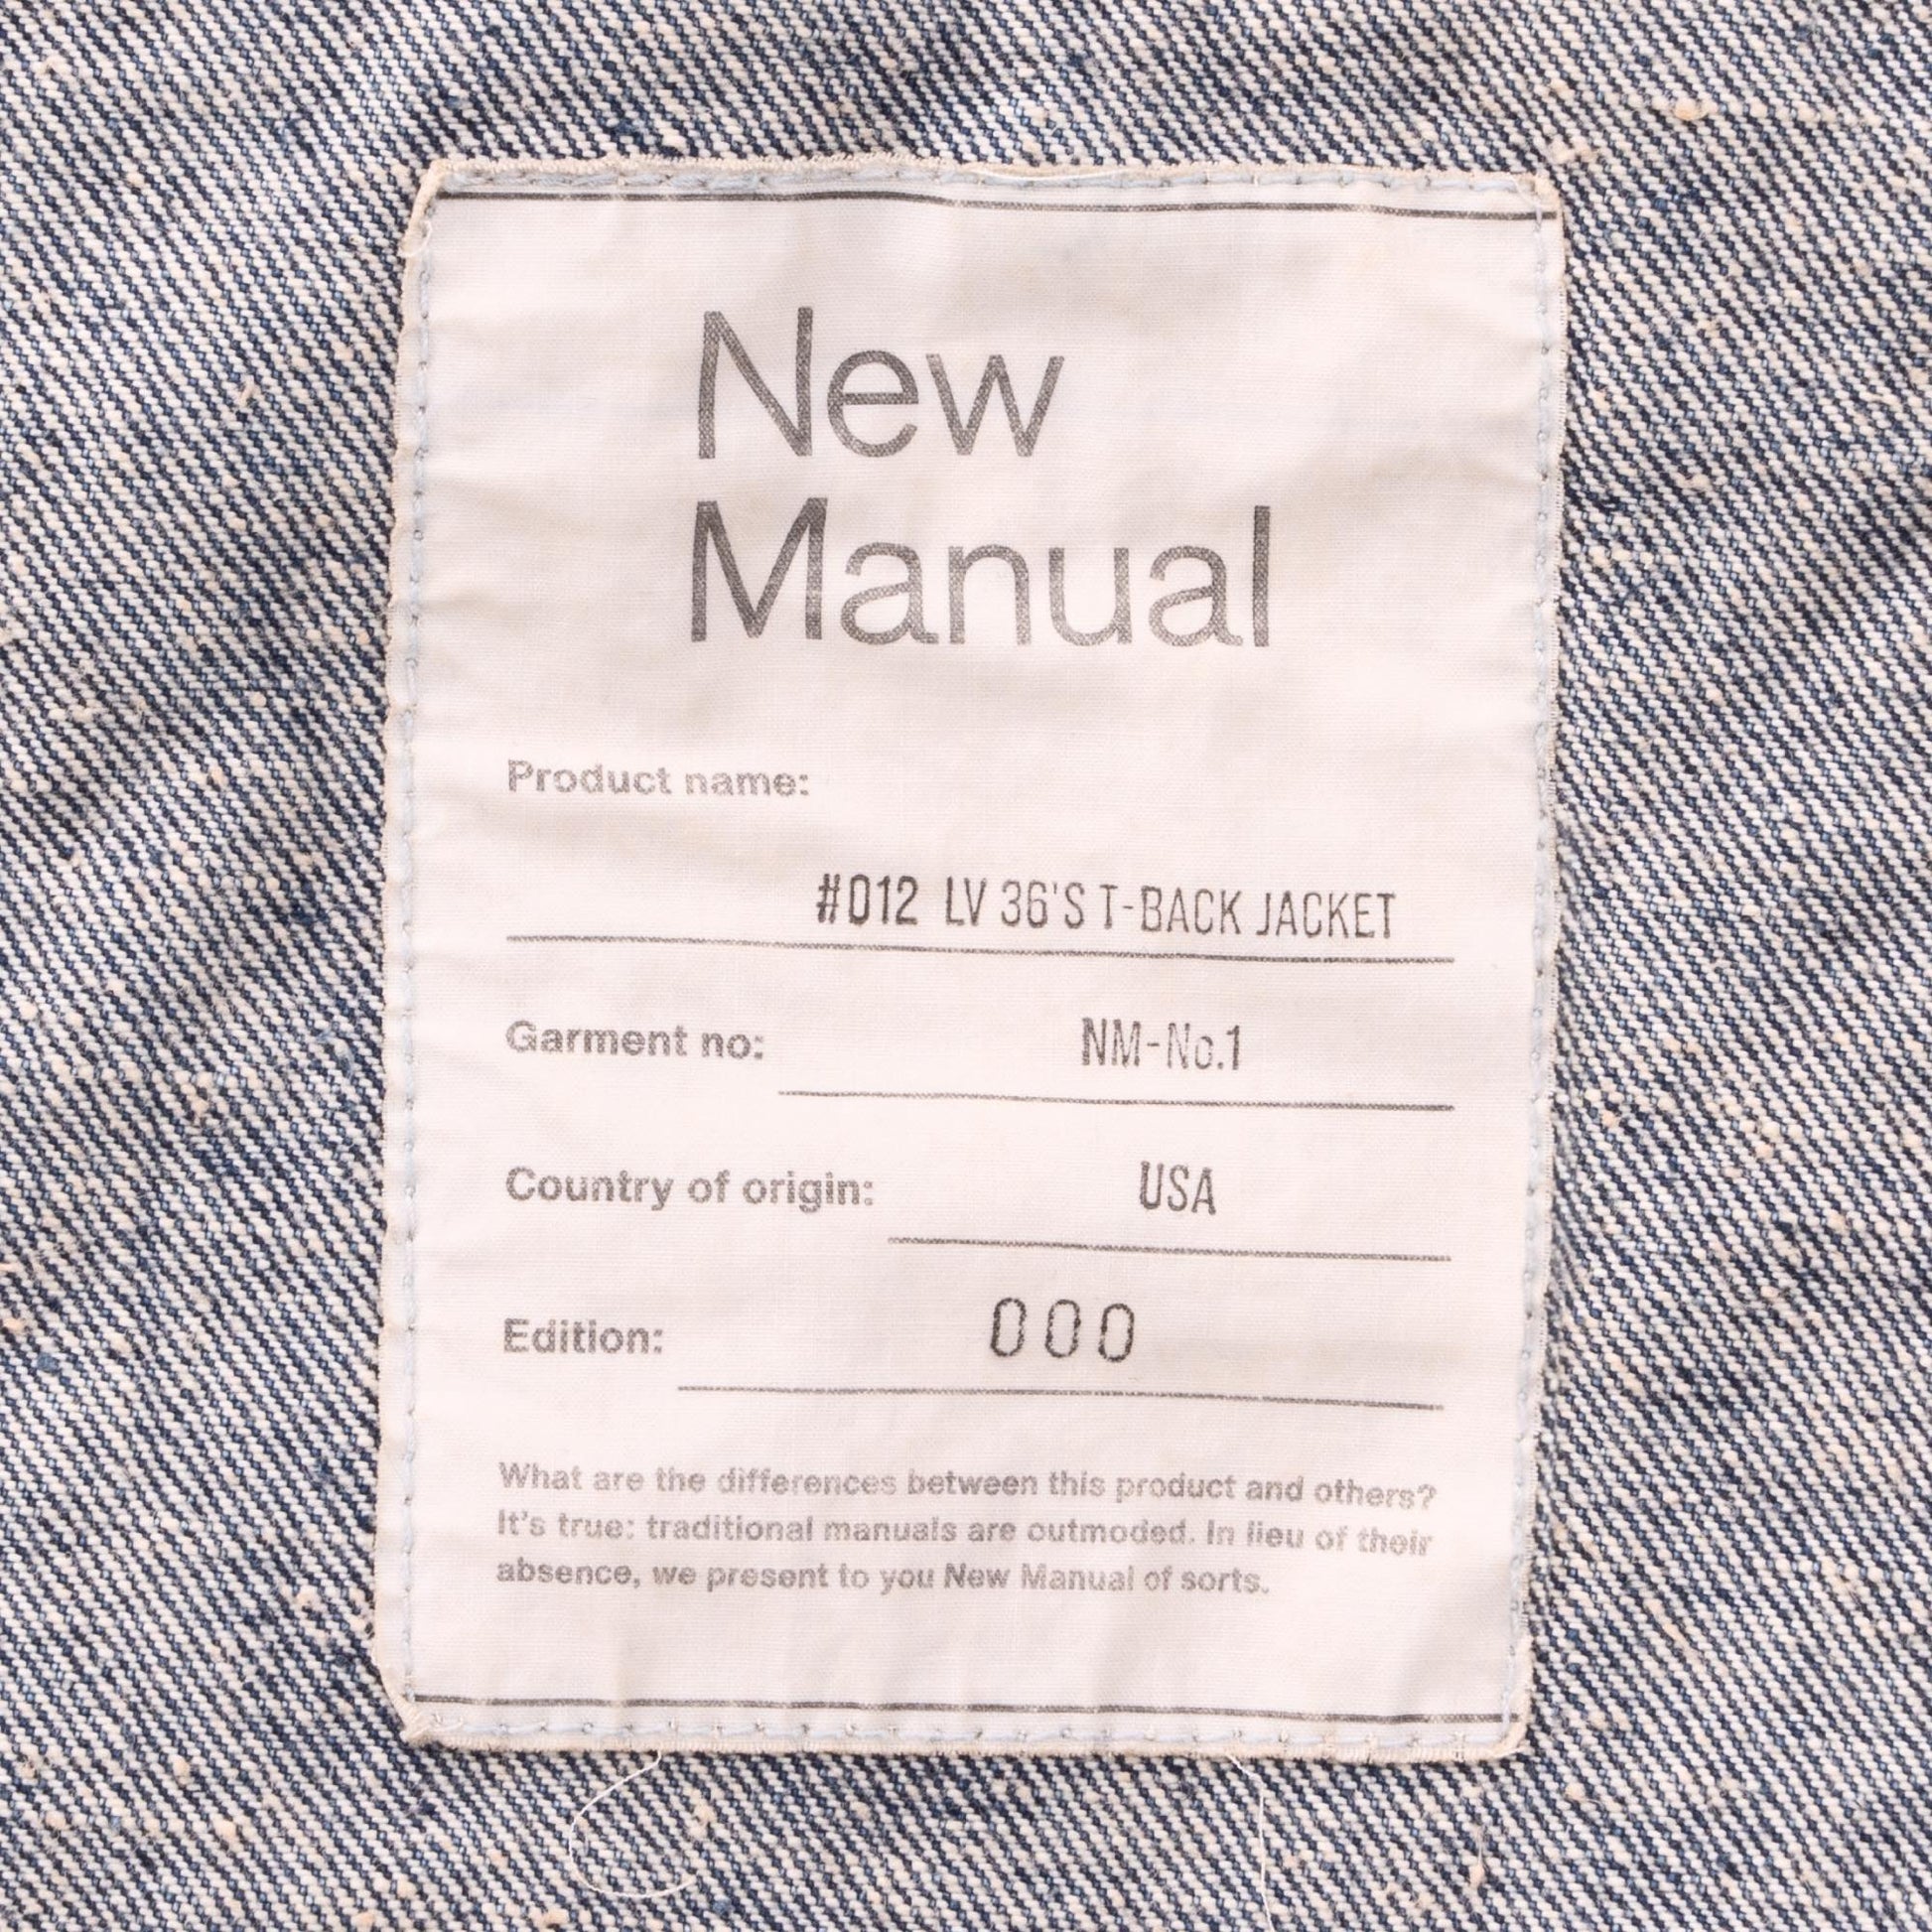 New
Manual
Product name:
#012 LV 36'S T-BACK JACKET
Garment no: NM-No.1
Country of origin: USA
Edition: 000
What are the differences between this product and others?
It's true: traditional manuals are outmoded. In lieu of their
absence, we present to you New Manual of sorts.